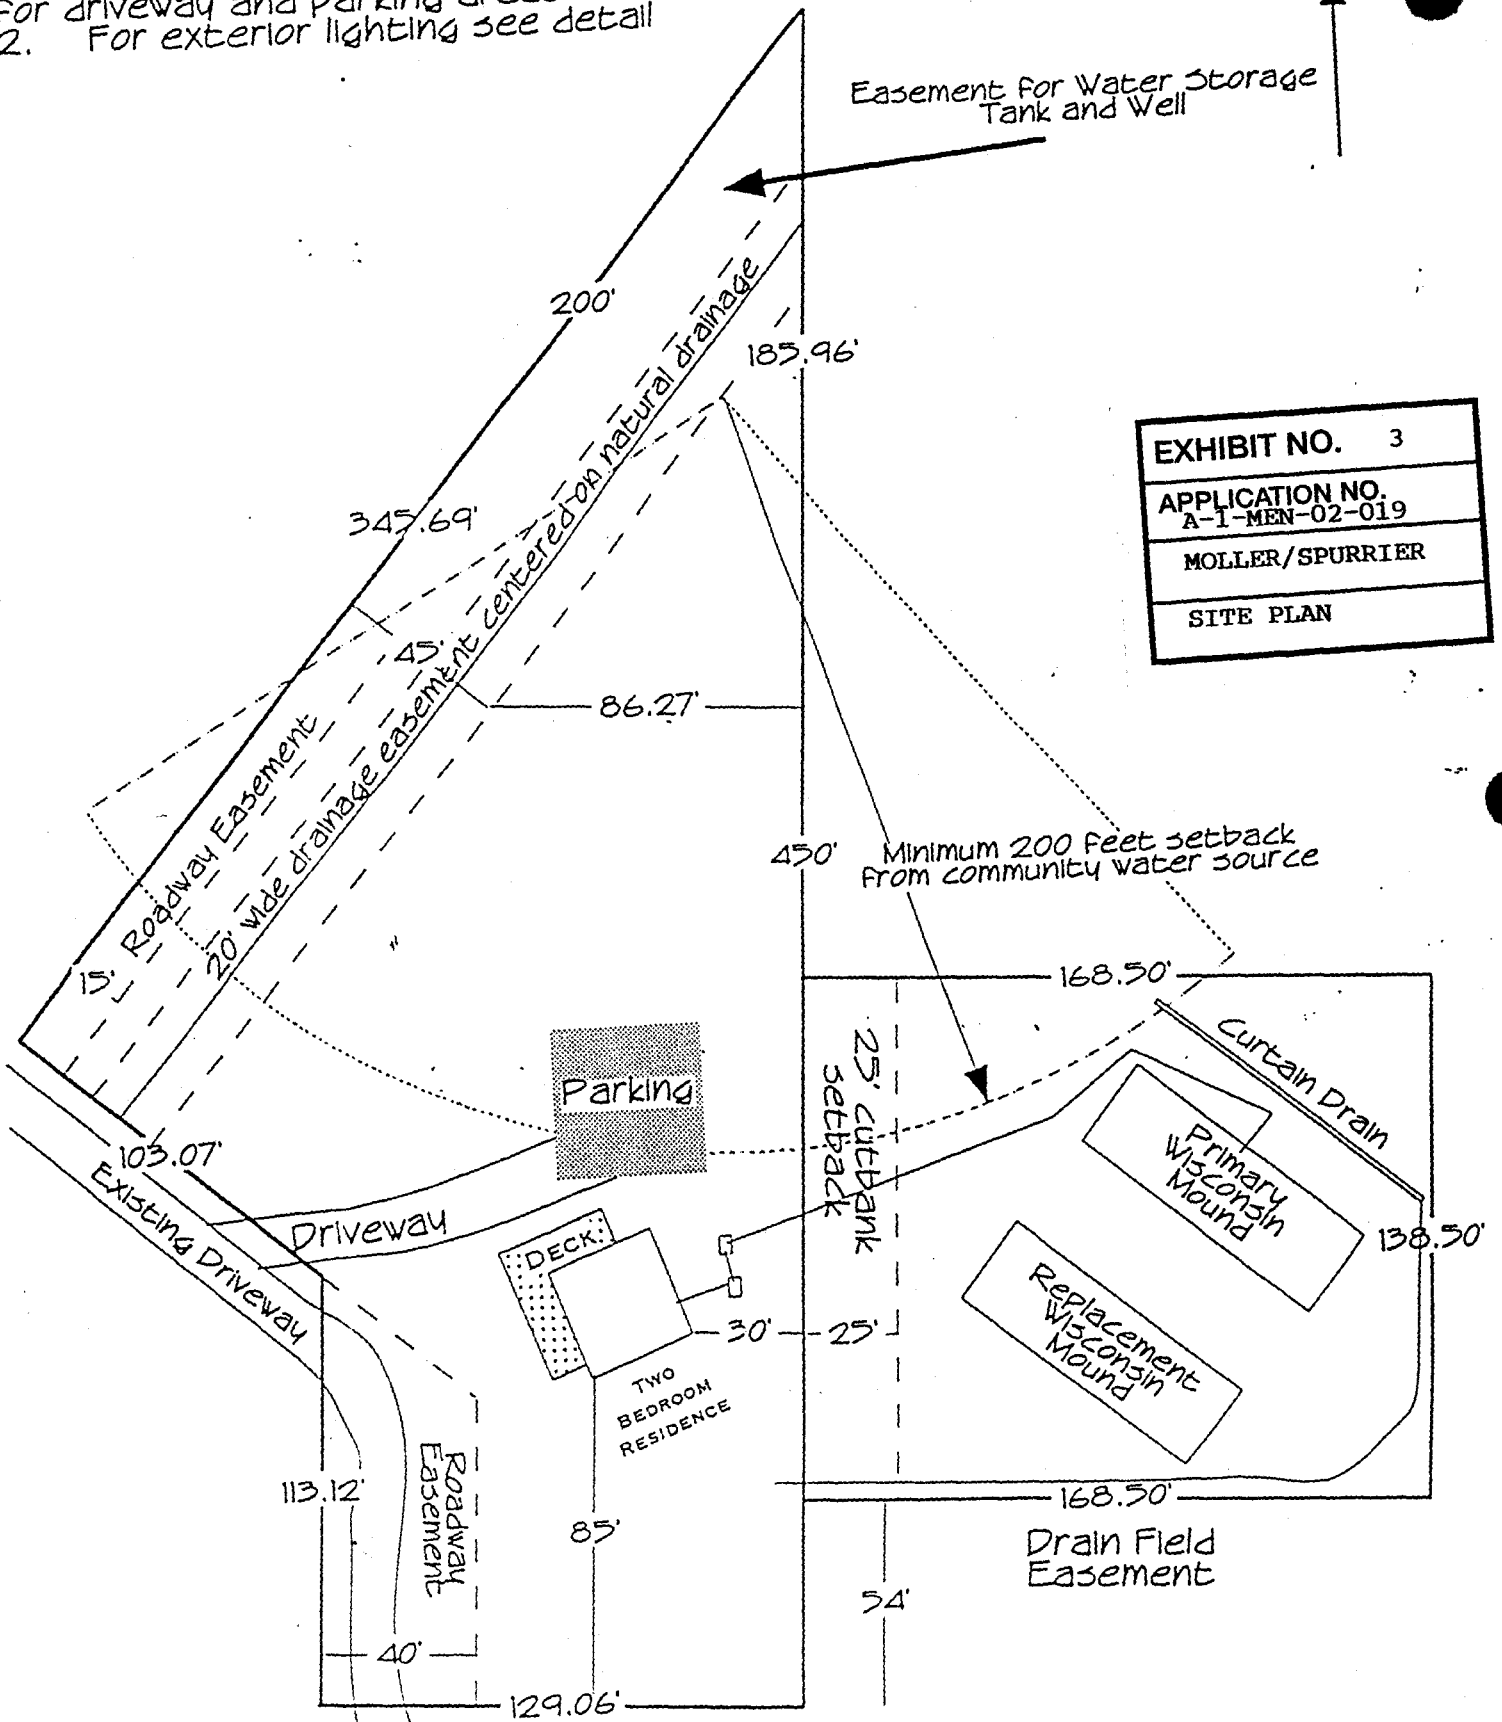 For driveway and parking areas
2. For exterior lighting see detail
Easement for Water Storage
Tank and Well
200'
185.96'
EXHIBIT NO. 3
APPLICATION NO.
A-1-MEN-02-019
MOLLER/SPURRIER
SITE PLAN
345.69'
45'
86.27'
Roadway Easement
20' wide drainage easement centered on natural drainage
15'
450'
Minimum 200 feet setback
from community water source
168.50'
25' cutbank
setback
Curtain Drain
Parking
Primary
Wisconsin
Mound
103.07'
Existing Driveway
Driveway
DECK
138.50'
Replacement
Wisconsin
Mound
30'
25'
TWO
BEDROOM
RESIDENCE
113.12'
Roadway
Easement
85'
168.50'
Drain Field
Easement
54'
40'
129.06'